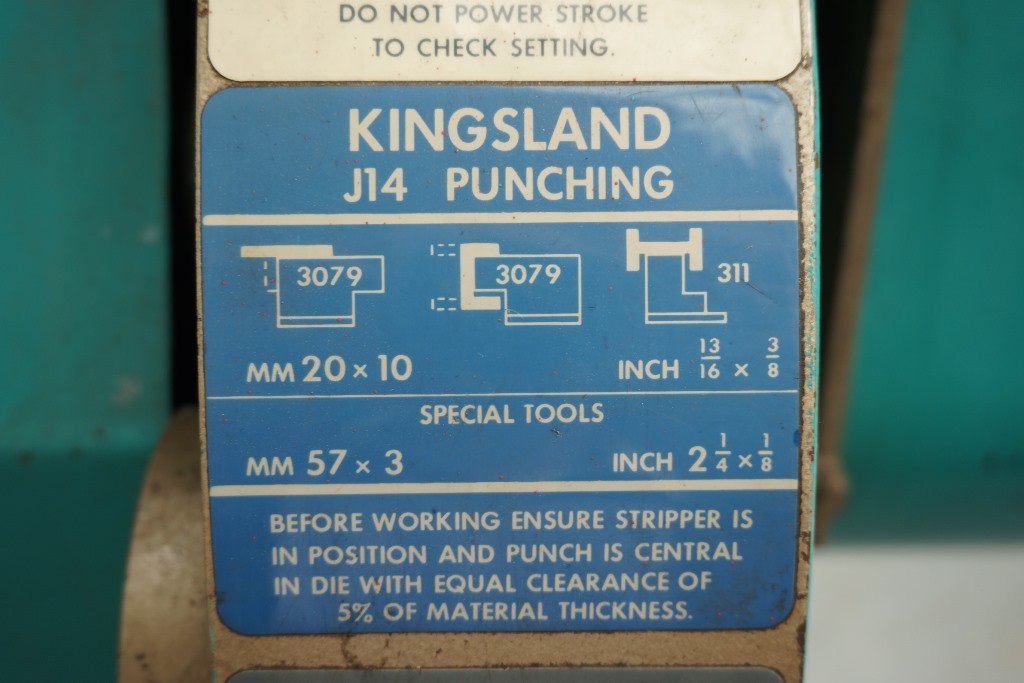 DO NOT POWER STROKE
TO CHECK SETTING.
KINGSLAND
J14 PUNCHING
3079 3079 311
MM 20 × 10 INCH 13/16 × 3/8
SPECIAL TOOLS
MM 57 × 3 INCH 2 1/4 × 1/8
BEFORE WORKING ENSURE STRIPPER IS
IN POSITION AND PUNCH IS CENTRAL
IN DIE WITH EQUAL CLEARANCE OF
5% OF MATERIAL THICKNESS.